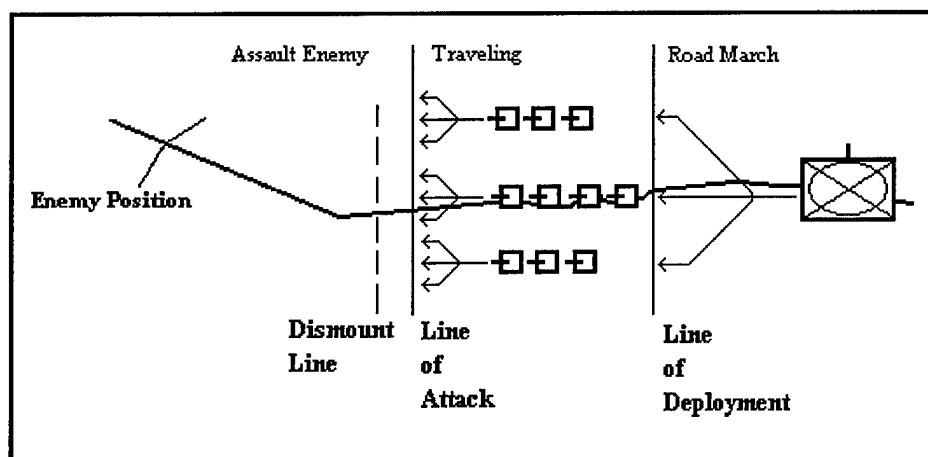 Assault Enemy
Traveling
Road March
Enemy Position
Dismount
Line
Line
of
Attack
Line
of
Deployment